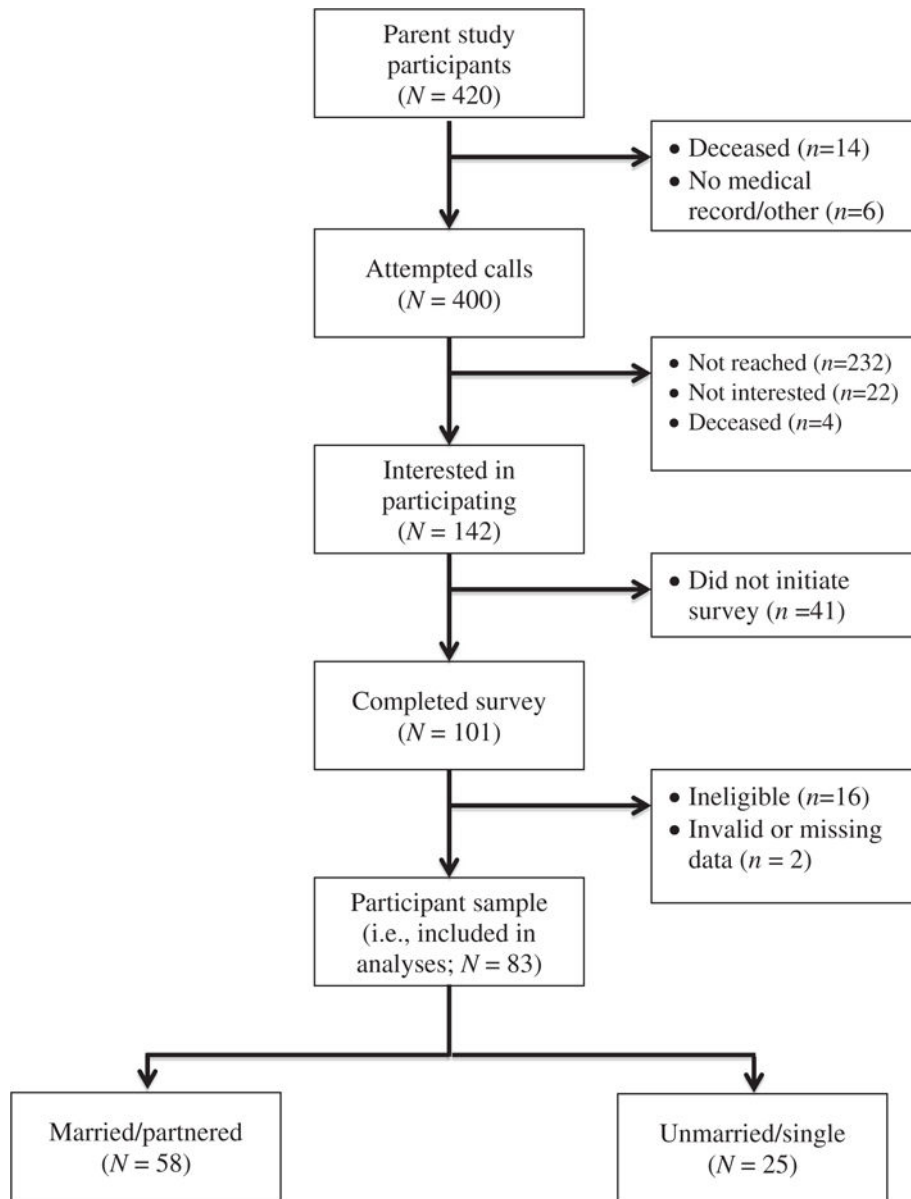 Parent study
participants
(N = 420)
• Deceased (n=14)
• No medical
record/other (n=6)
Attempted calls
(N = 400)
• Not reached (n=232)
• Not interested (n=22)
• Deceased (n=4)
Interested in
participating
(N = 142)
• Did not initiate
survey (n =41)
Completed survey
(N = 101)
• Ineligible (n=16)
• Invalid or missing
data (n = 2)
Participant sample
(i.e., included in
analyses; N = 83)
Married/partnered
(N = 58)
Unmarried/single
(N = 25)